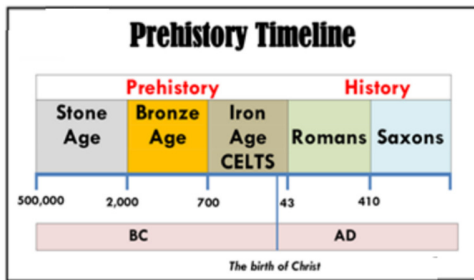 Prehistory Timeline
Prehistory History
Stone Age
Bronze Age
Iron Age CELTS
Romans
Saxons
500,000 2,000 700 43 410
BC AD
The birth of Christ